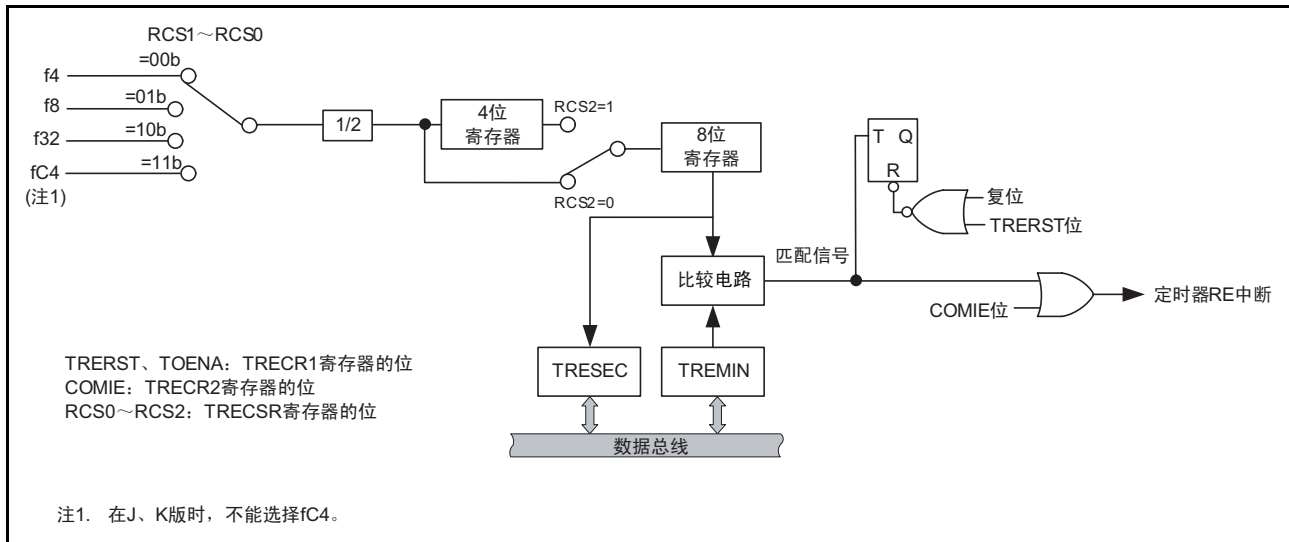 RCS1～RCS0
=00b
f4
=01b
f8
=10b
f32
=11b
fC4
(注1)
1/2
4位
寄存器
RCS2=1
RCS2=0
8位
寄存器
T Q
R
复位
TRERST位
匹配信号
比较电路
COMIE位
定时器RE中断
TRESEC
TREMIN
数据总线
TRERST、TOENA：TRECR1寄存器的位
COMIE：TRECR2寄存器的位
RCS0～RCS2：TRECSR寄存器的位
注1. 在J、K版时，不能选择fC4。